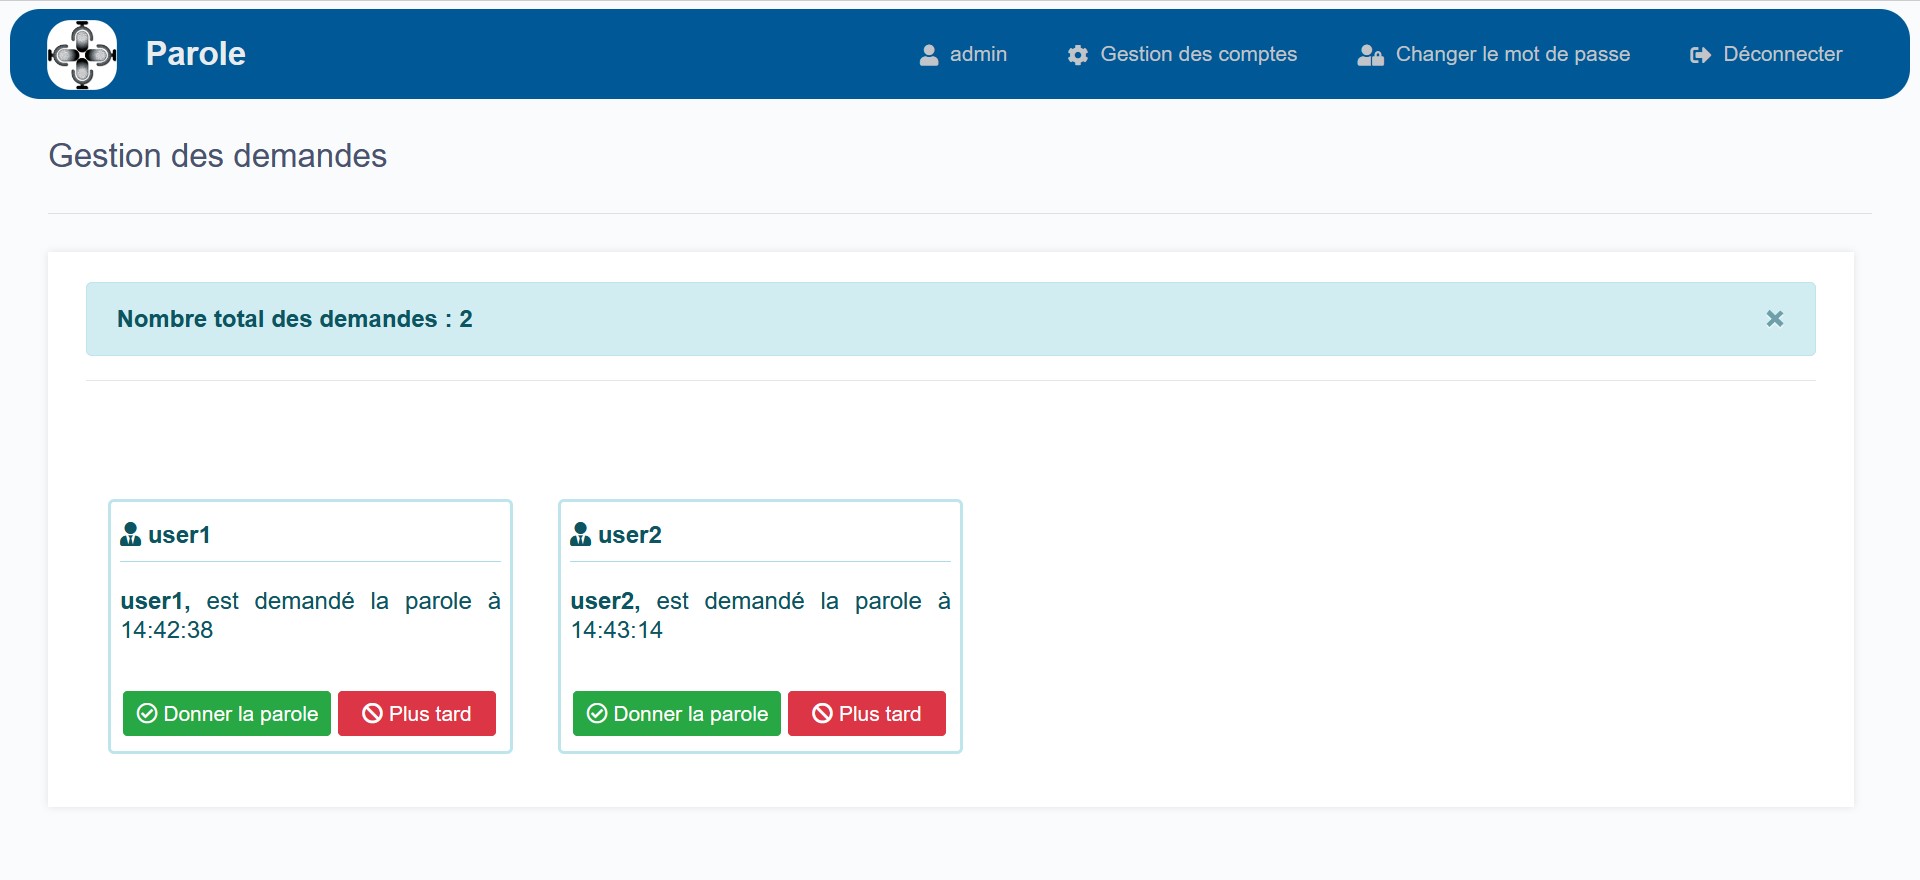 Parole
admin
Gestion des comptes
Changer le mot de passe
Déconnecter
Gestion des demandes
Nombre total des demandes : 2
user1
user1, est demandé la parole à
14:42:38
Donner la parole
Plus tard
user2
user2, est demandé la parole à
14:43:14
Donner la parole
Plus tard